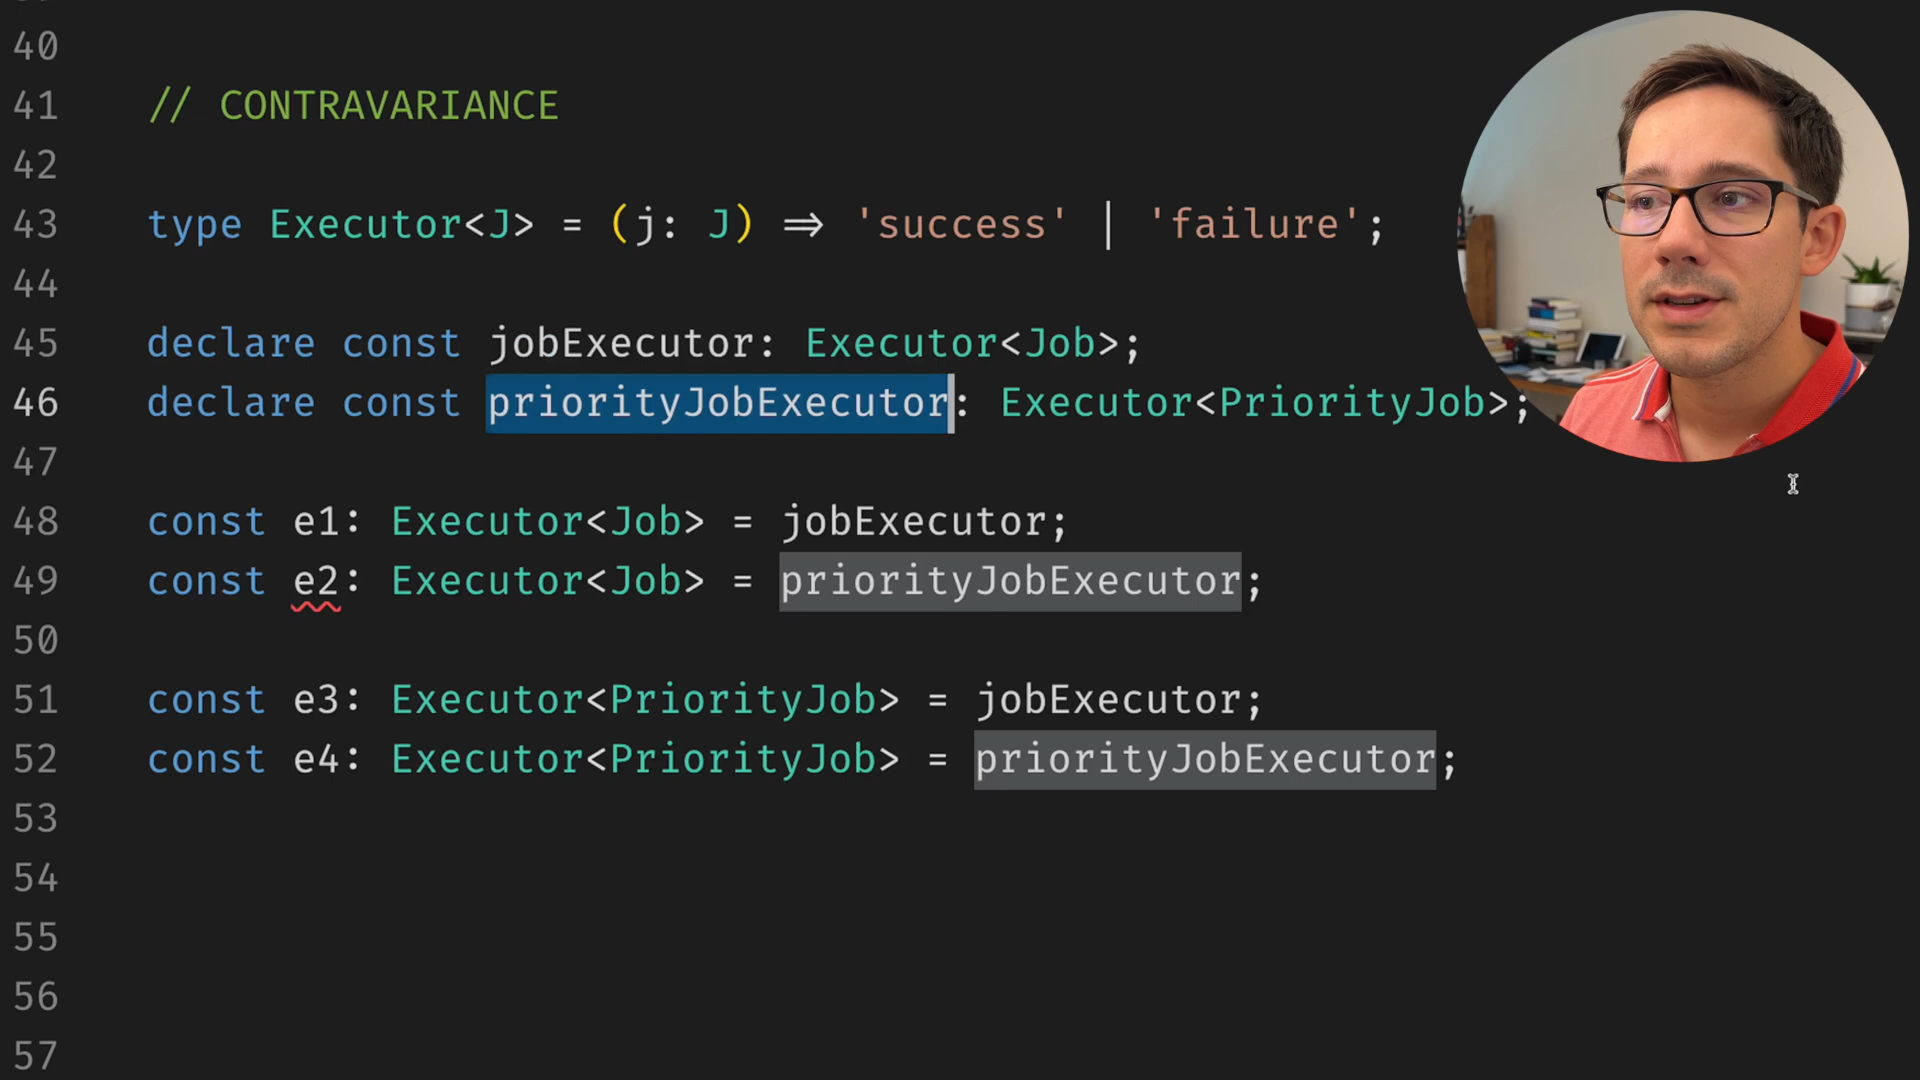 40
41 // CONTRAVARIANCE
42
43 type Executor<J> = (j: J) => 'success' | 'failure';
44
45 declare const jobExecutor: Executor<Job>;
46 declare const priorityJobExecutor: Executor<PriorityJob>;
47
48 const e1: Executor<Job> = jobExecutor;
49 const e2: Executor<Job> = priorityJobExecutor;
50
51 const e3: Executor<PriorityJob> = jobExecutor;
52 const e4: Executor<PriorityJob> = priorityJobExecutor;
53
54
55
56
57